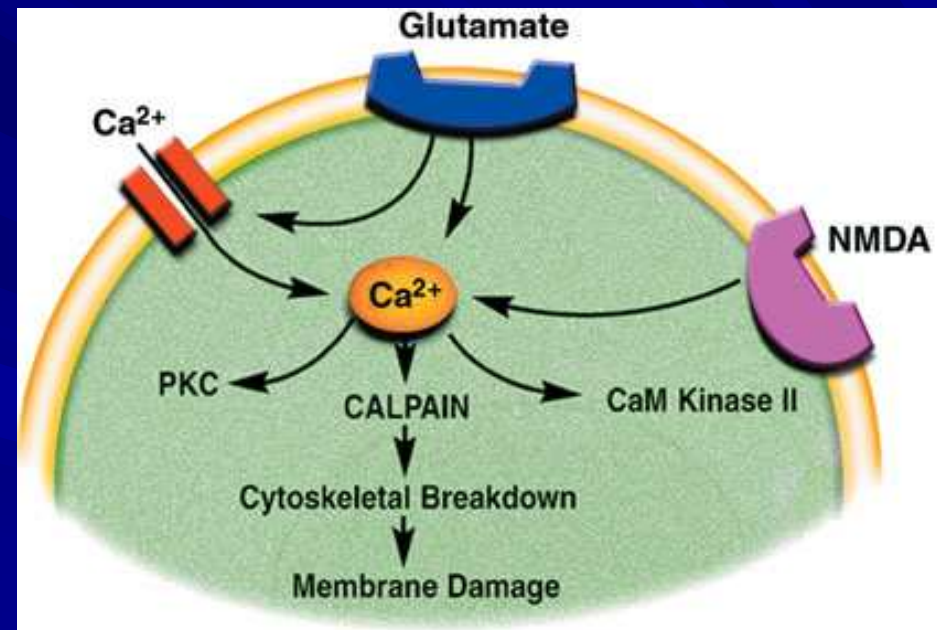 Glutamate
Ca²⁺
NMDA
Ca²⁺
PKC
CALPAIN
CaM Kinase II
Cytoskeletal Breakdown
Membrane Damage